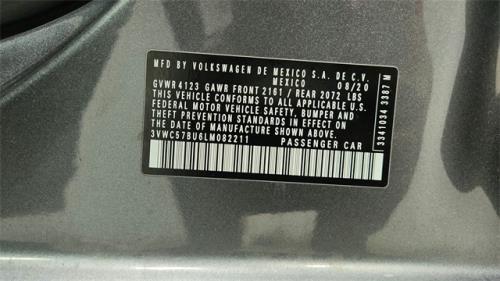 MFD BY VOLKSWAGEN DE MEXICO S.A. DE C.V.
MEXICO 08/20
GVWR 4123 GAWR FRONT 2161 / REAR 2072 LBS
THIS VEHICLE CONFORMS TO ALL APPLICABLE U.S.
FEDERAL MOTOR VEHICLE SAFETY, BUMPER AND
THEFT PREVENTION STANDARDS IN EFFECT ON
THE DATE OF MANUFACTURE SHOWN ABOVE.
3VWC57BU6LM082211 PASSENGER CAR
3341034 3387 M